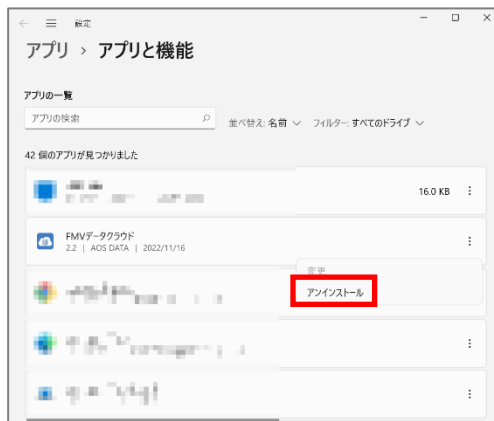 設定
アプリ › アプリと機能
アプリの一覧
アプリの検索
並べ替え: 名前 フィルター: すべてのドライブ
42 個のアプリが見つかりました
16.0 KB
FMVデータクラウド
2.2 | AOS DATA | 2022/11/16
変更
アンインストール